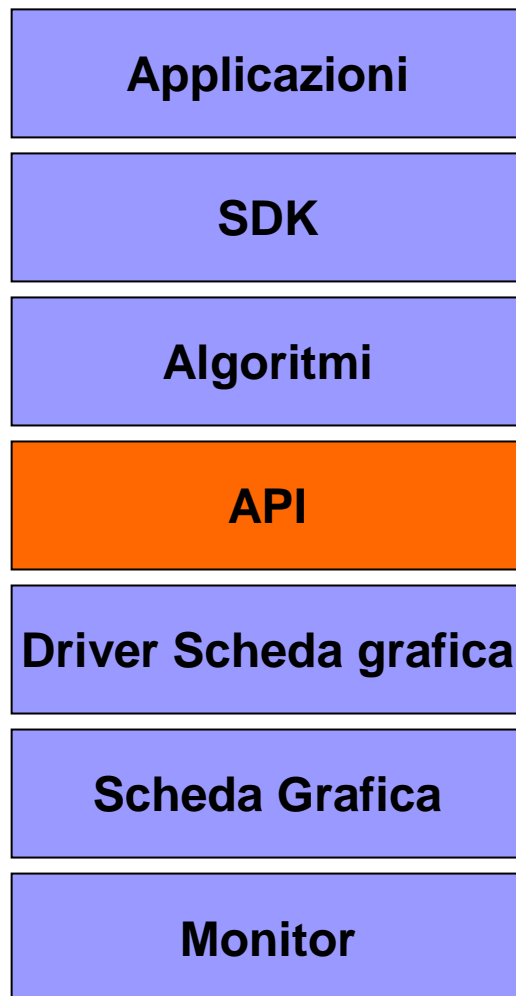 Applicazioni
SDK
Algoritmi
API
Driver Scheda grafica
Scheda Grafica
Monitor